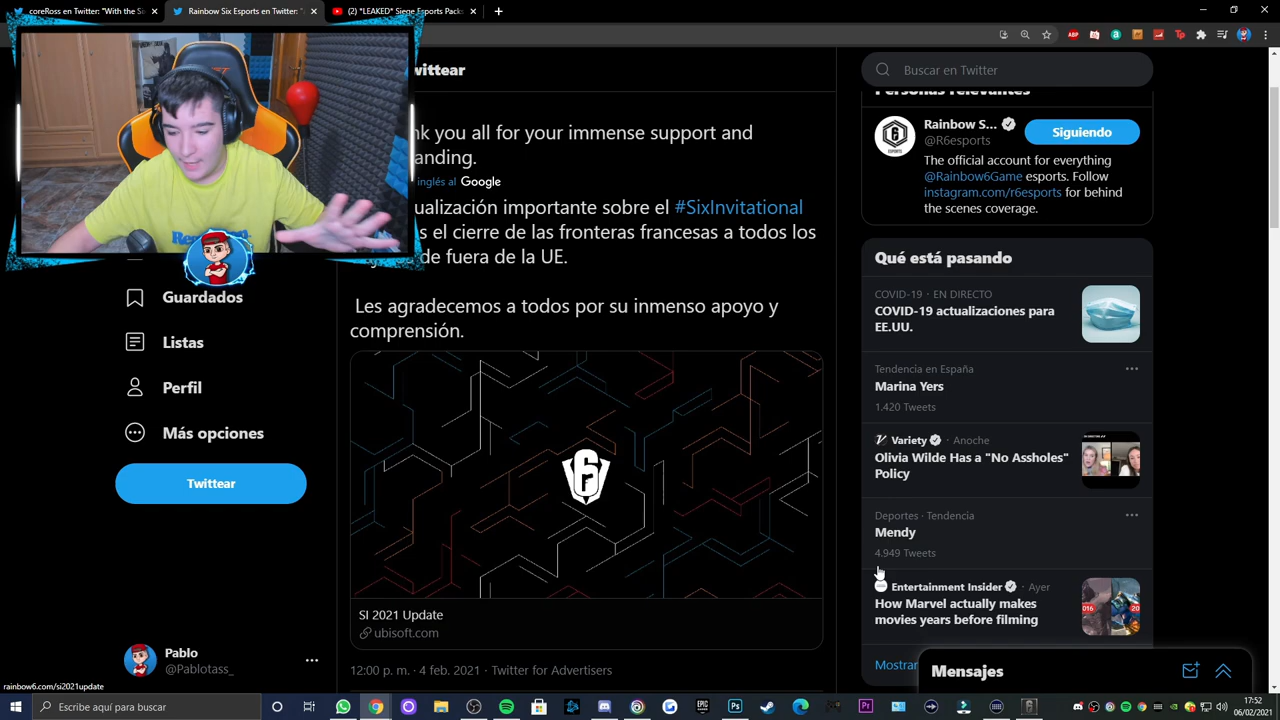 coreRoss en Twitter: "With the Si
Rainbow Six Esports en Twitter:
(2) *LEAKED* Siege Esports Packs
wittear
Buscar en Twitter
Personas relevantes
nk you all for your immense support and
anding.
inglés al Google
ualización importante sobre el #SixInvitational
s el cierre de las fronteras francesas a todos los
de fuera de la UE.
Les agradecemos a todos por su inmenso apoyo y
comprensión.
SI 2021 Update
ubisoft.com
12:00 p. m. · 4 feb. 2021 · Twitter for Advertisers
Guardados
Listas
Perfil
Más opciones
Twittear
Pablo
@Pablotass_
rainbow6.com/si2021update
Rainbow S...
@R6esports
Siguiendo
The official account for everything
@Rainbow6Game esports. Follow
instagram.com/r6esports for behind
the scenes coverage.
Qué está pasando
COVID-19 · EN DIRECTO
COVID-19 actualizaciones para
EE.UU.
Tendencia en España
Marina Yers
1.420 Tweets
Variety · Anoche
Olivia Wilde Has a "No Assholes"
Policy
Deportes · Tendencia
Mendy
4.949 Tweets
Entertainment Insider · Ayer
How Marvel actually makes
movies years before filming
Mostrar
Mensajes
Escribe aquí para buscar
17:52
06/02/2021